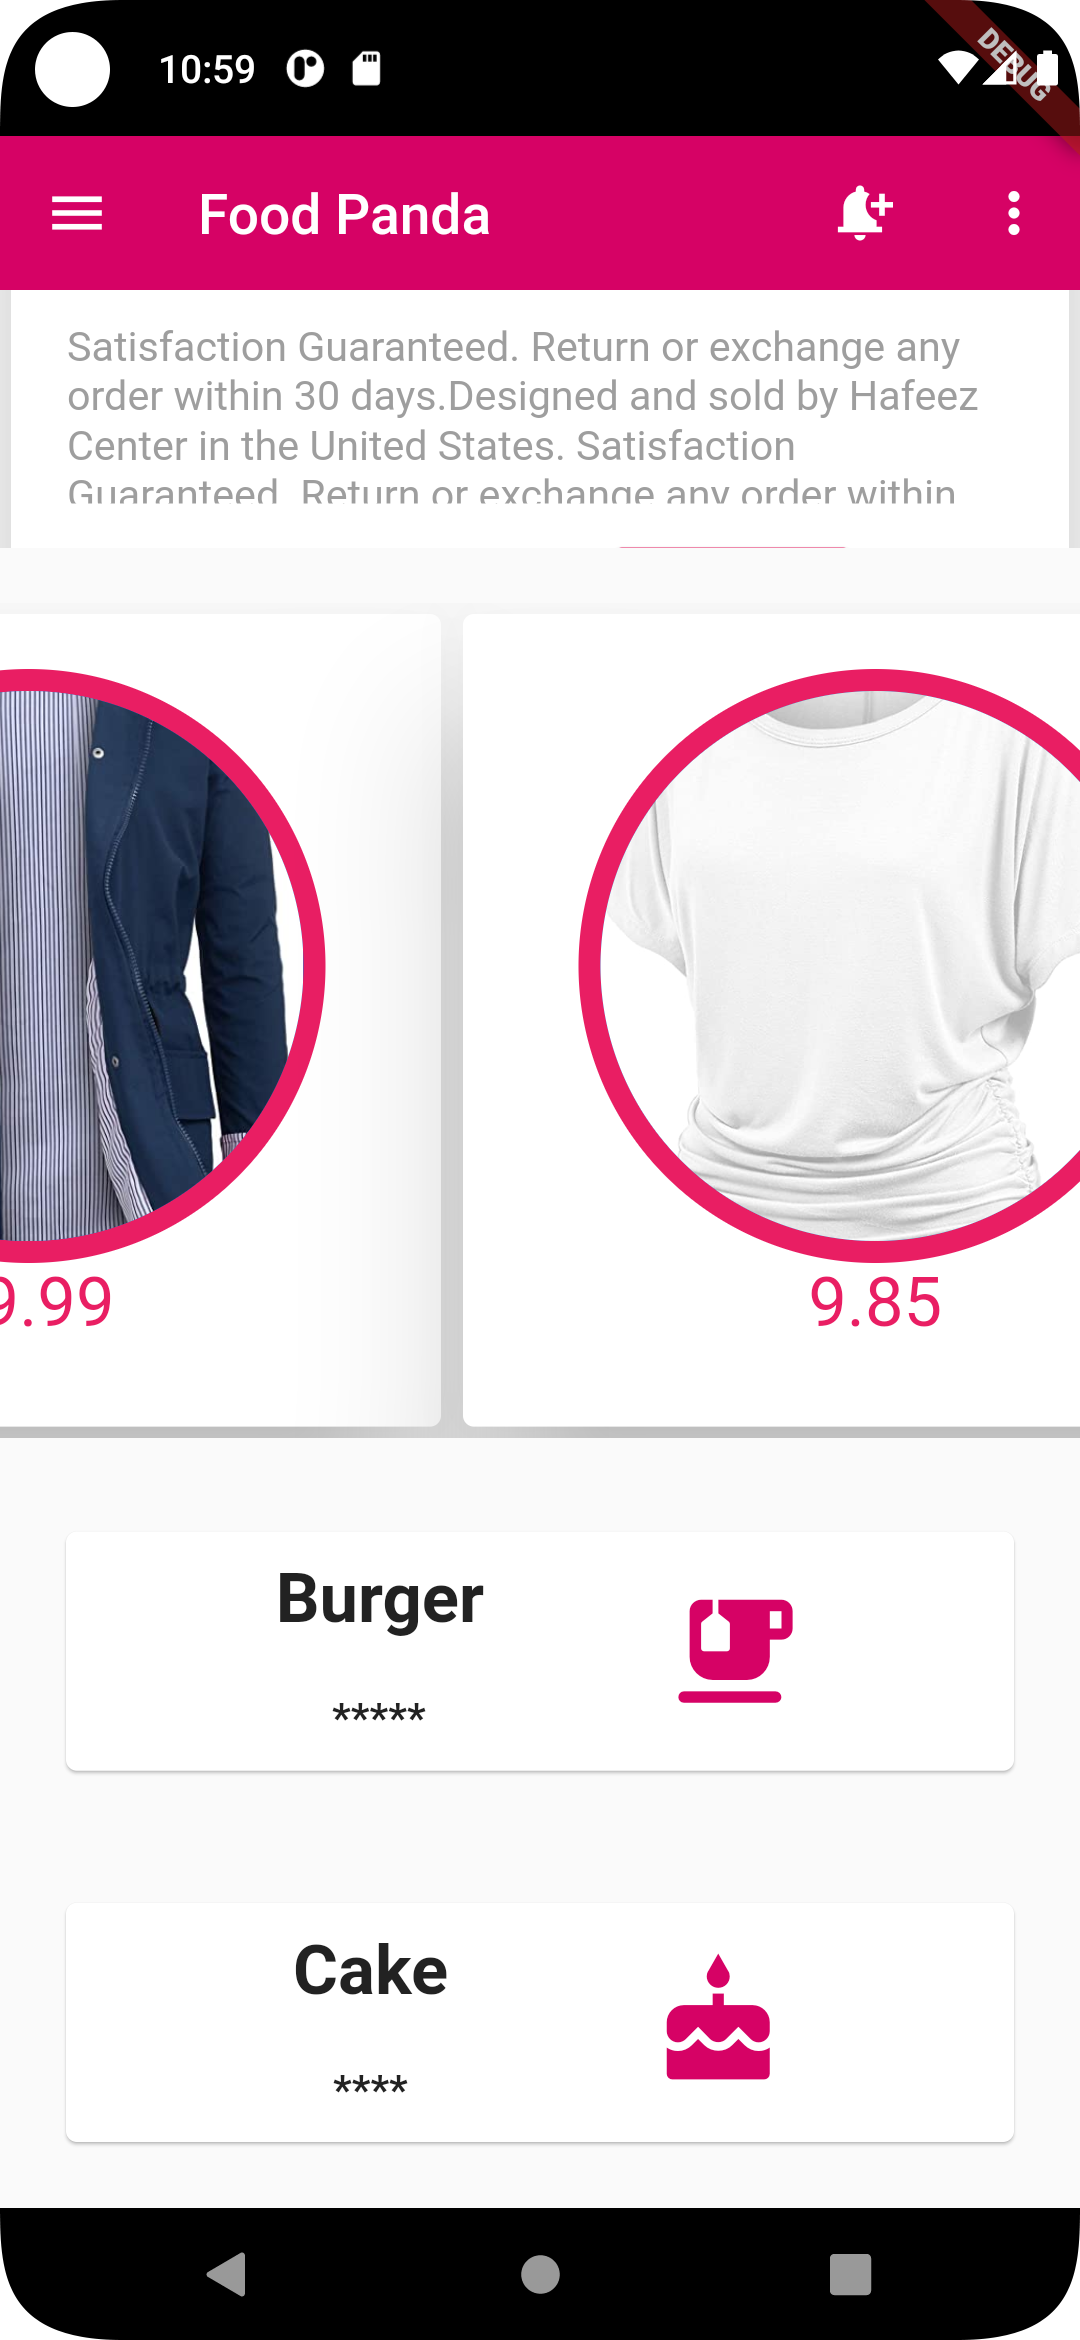 10:59
DEBUG
Food Panda
Satisfaction Guaranteed. Return or exchange any
order within 30 days.Designed and sold by Hafeez
Center in the United States. Satisfaction
Guaranteed. Return or exchange any order within
9.99
9.85
Burger
*****
Cake
****